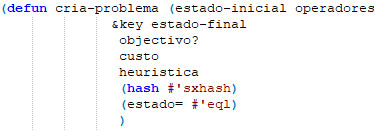 (defun cria-problema (estado-inicial operadores
&key estado-final
objectivo?
custo
heuristica
(hash #'sxhash)
(estado= #'eql)
)